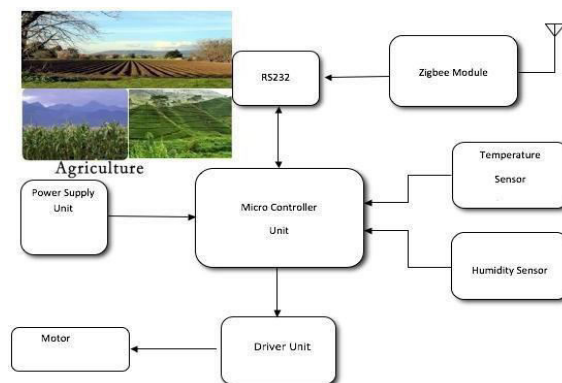 RS232
Zigbee Module
Agriculture
Power Supply
Unit
Micro Controller
Unit
Temperature
Sensor
Humidity Sensor
Motor
Driver Unit